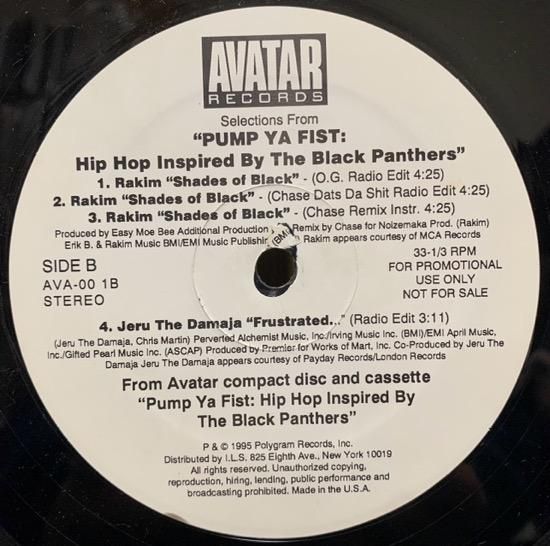 AVATAR
RECORDS
Selections From
"PUMP YA FIST:
Hip Hop Inspired By The Black Panthers"
1. Rakim "Shades of Black" - (O.G. Radio Edit 4:25)
2. Rakim "Shades of Black" - (Chase Dats Da Shit Radio Edit 4:25)
3. Rakim "Shades of Black" - (Chase Remix Instr. 4:25)
Produced by Easy Moe Bee Additional Production Remix by Chase for Noizemaka Prod. (Rakim)
Erik B. & Rakim Music BMI/EMI Music Publishing (BMI) Rakim appears courtesy of MCA Records
SIDE B
AVA-00 1B
STEREO
33-1/3 RPM
FOR PROMOTIONAL
USE ONLY
NOT FOR SALE
4. Jeru The Damaja "Frustrated..." (Radio Edit 3:11)
(Jeru The Damaja, Chris Martin) Perverted Alchemist Music, Inc./Irving Music Inc. (BMI)/EMI April Music,
Inc./Gifted Pearl Music Inc. (ASCAP) Produced by Premier for Works of Mart, Inc. Co-Produced by Jeru The
Damaja Jeru The Damaja appears courtesy of Payday Records/London Records
From Avatar compact disc and cassette
"Pump Ya Fist: Hip Hop Inspired By
The Black Panthers"
P & © 1995 Polygram Records, Inc.
Distributed by I.L.S. 825 Eighth Ave., New York 10019
All rights reserved. Unauthorized copying,
reproduction, hiring, lending, public performance and
broadcasting prohibited. Made in the U.S.A.